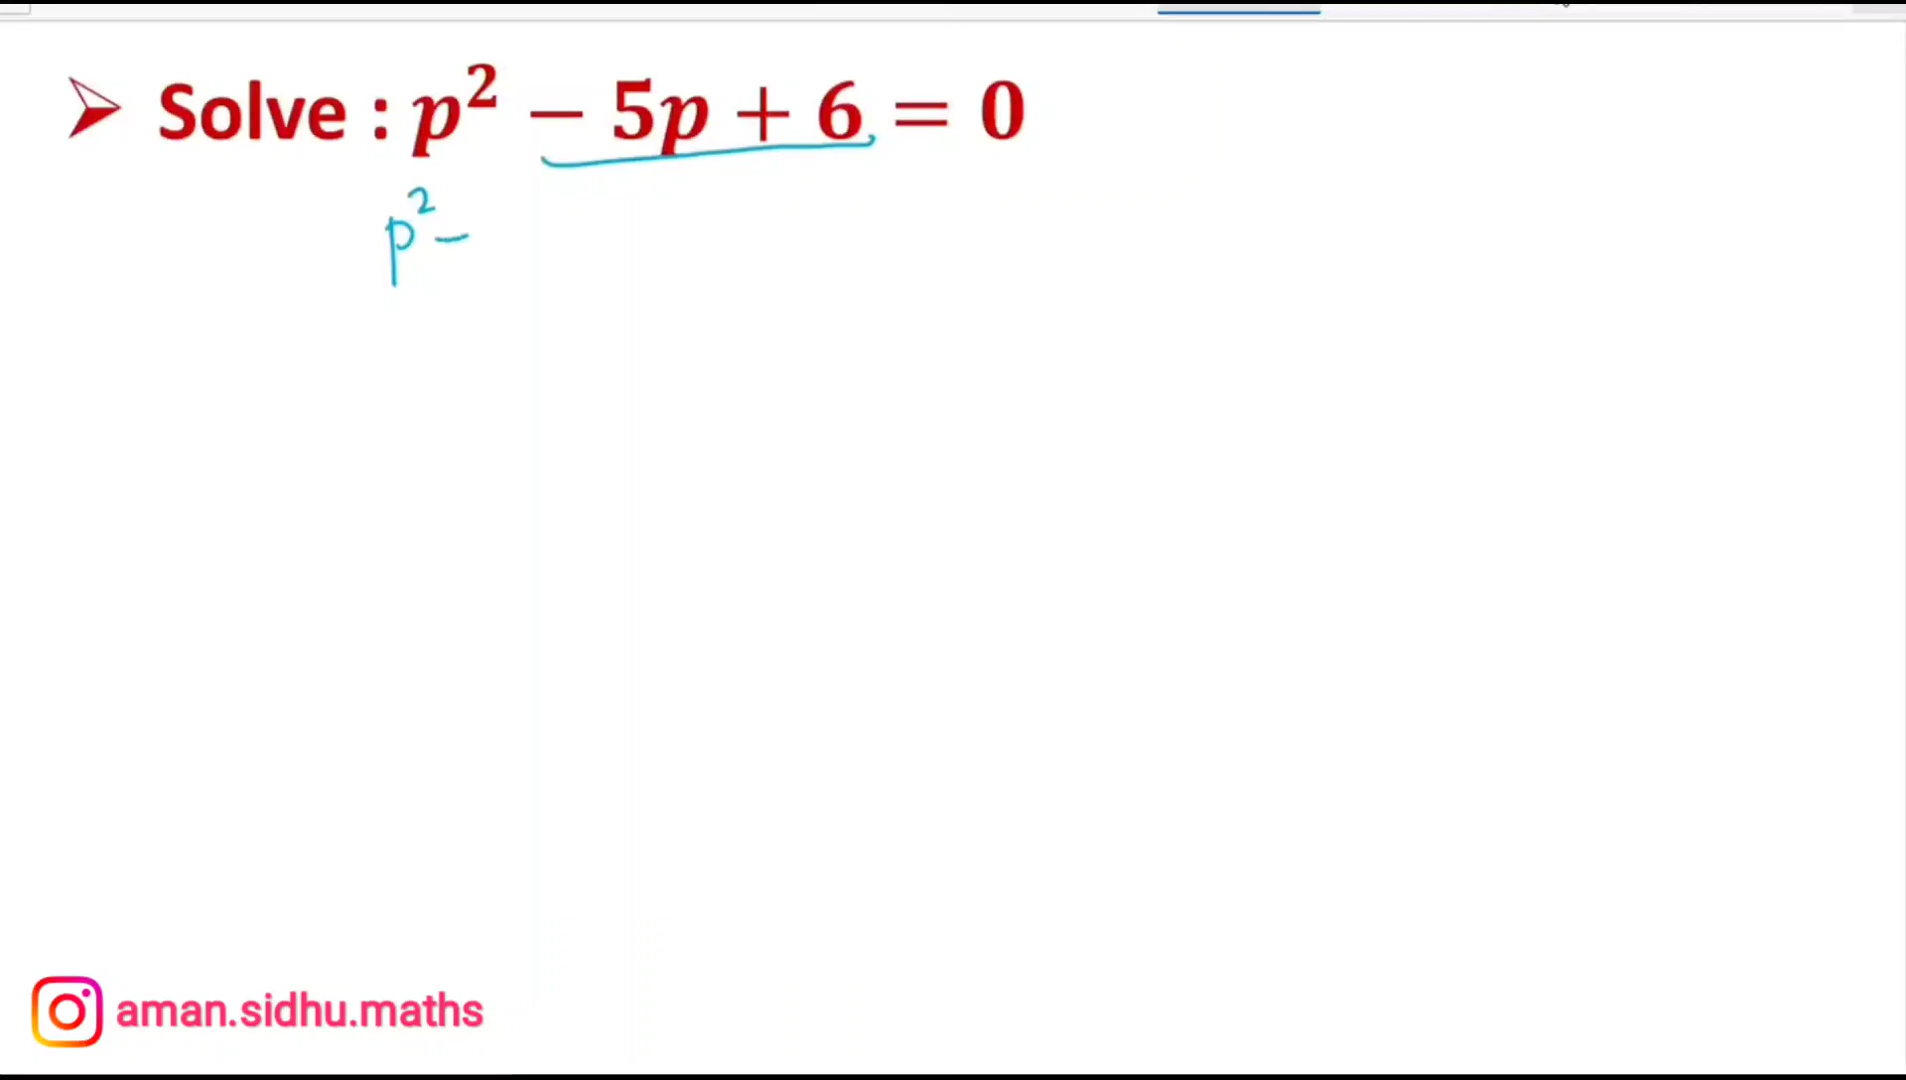 ➢ Solve : p² − 5p + 6 = 0
p² −
aman.sidhu.maths